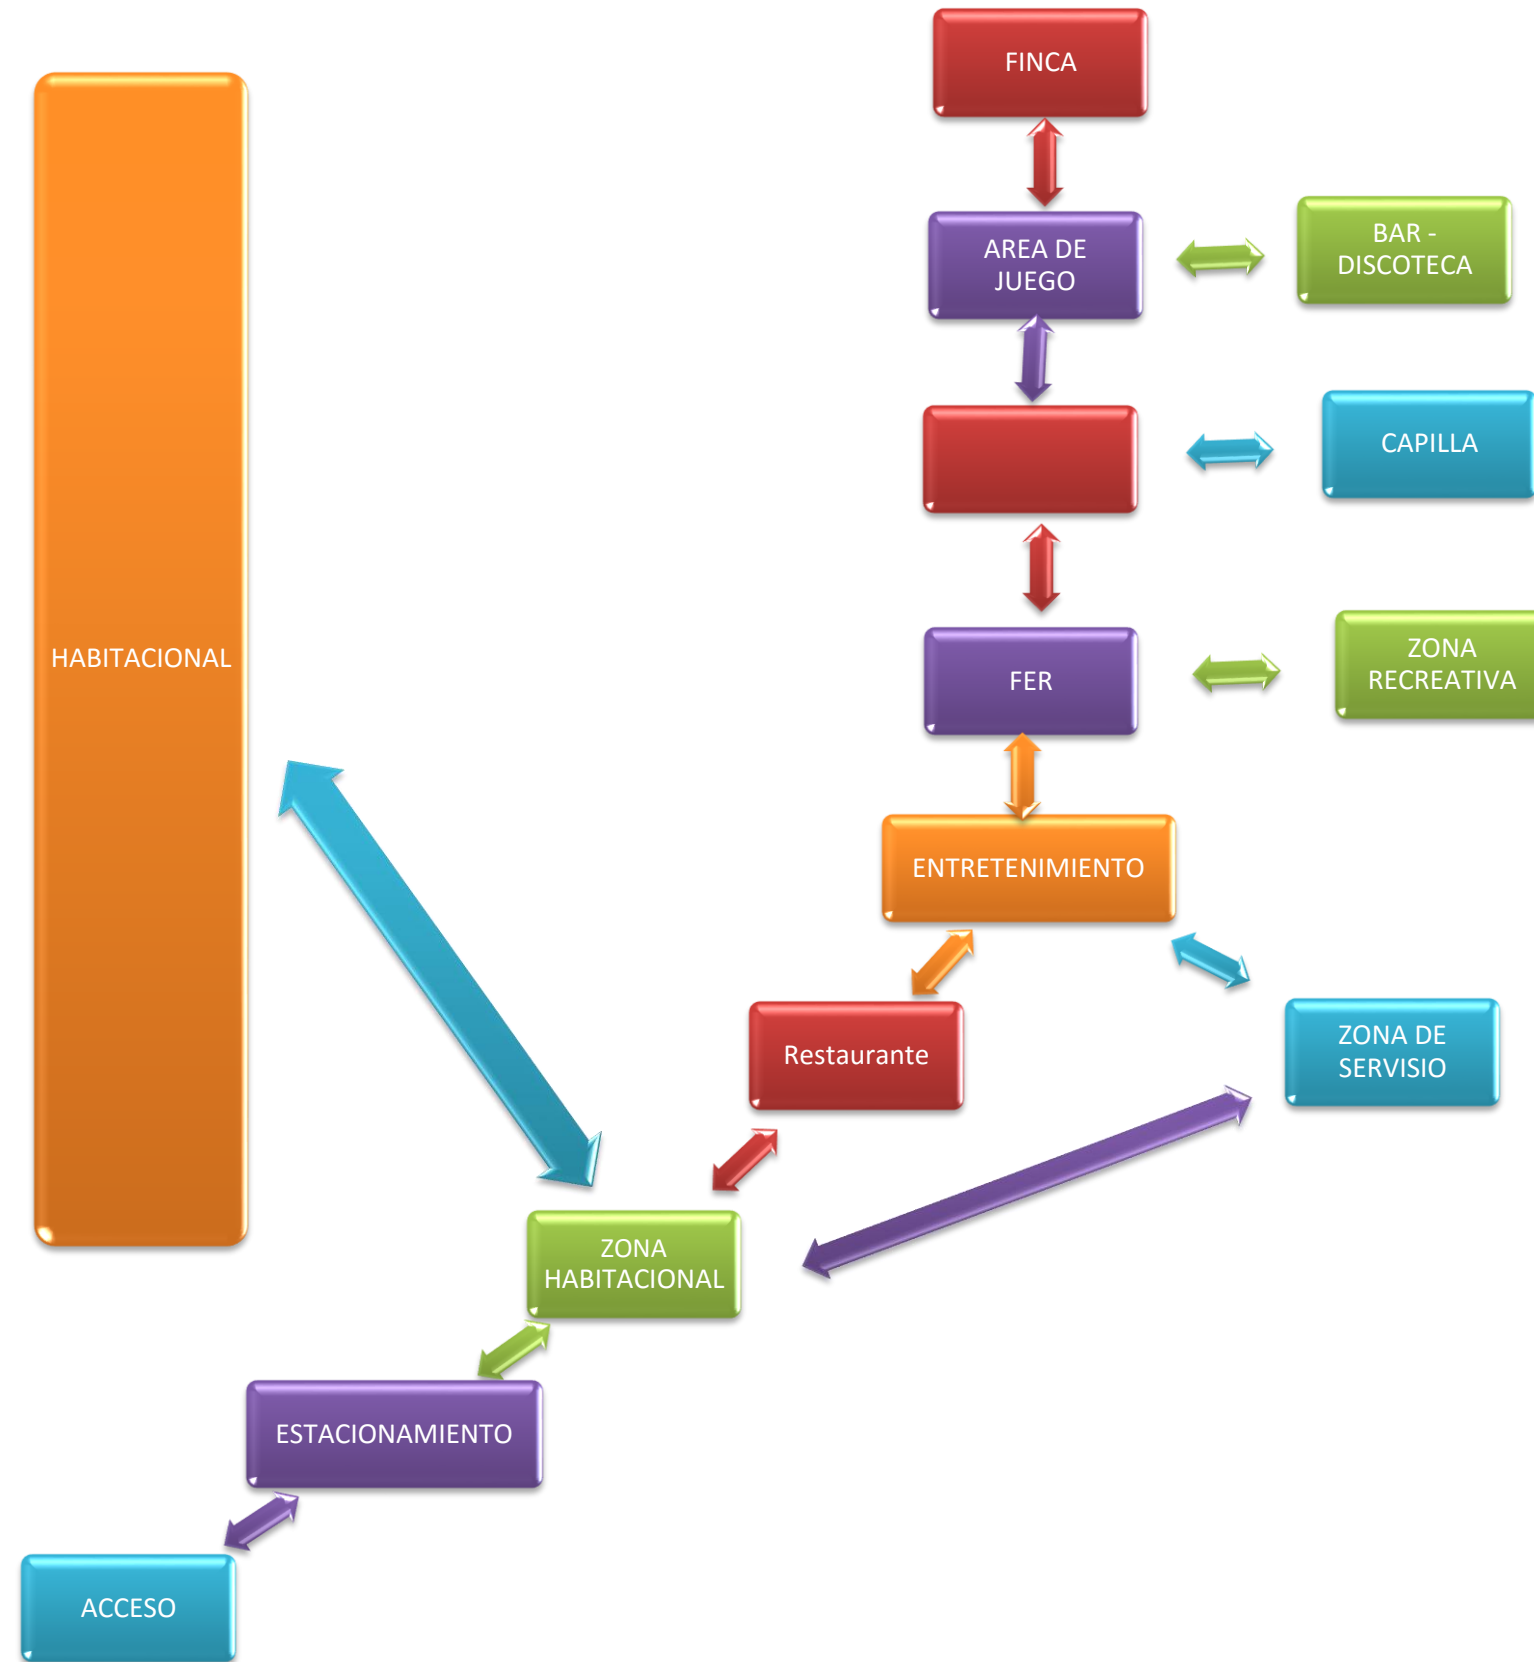 FINCA
AREA DE
JUEGO
BAR -
DISCOTECA
CAPILLA
HABITACIONAL
FER
ZONA
RECREATIVA
ENTRETENIMIENTO
Restaurante
ZONA DE
SERVISIO
ZONA
HABITACIONAL
ESTACIONAMIENTO
ACCESO